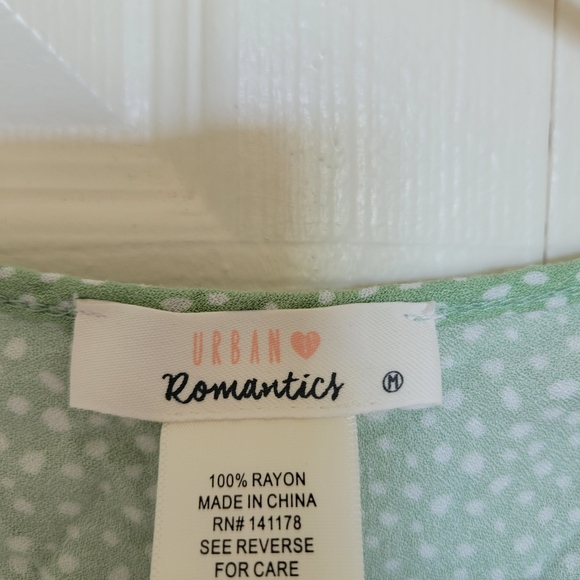 URBAN
Romantics M
100% RAYON
MADE IN CHINA
RN# 141178
SEE REVERSE
FOR CARE